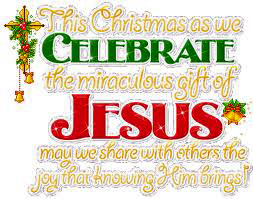 This Christmas as we
CELEBRATE
the miraculous gift of
JESUS
may we share with others the
joy that knowing Him brings!